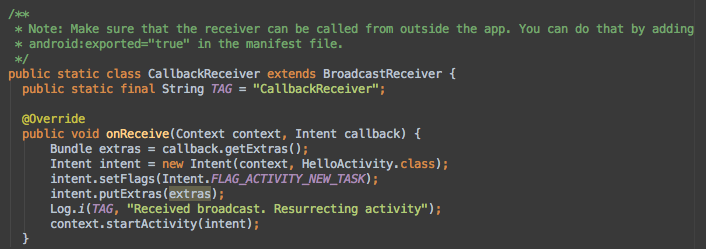 /**
 * Note: Make sure that the receiver can be called from outside the app. You can do that by adding
 * android:exported="true" in the manifest file.
 */
public static class CallbackReceiver extends BroadcastReceiver {
  public static final String TAG = "CallbackReceiver";

  @Override
  public void onReceive(Context context, Intent callback) {
      Bundle extras = callback.getExtras();
      Intent intent = new Intent(context, HelloActivity.class);
      intent.setFlags(Intent.FLAG_ACTIVITY_NEW_TASK);
      intent.putExtras(extras);
      Log.i(TAG, "Received broadcast. Resurrecting activity");
      context.startActivity(intent);
  }